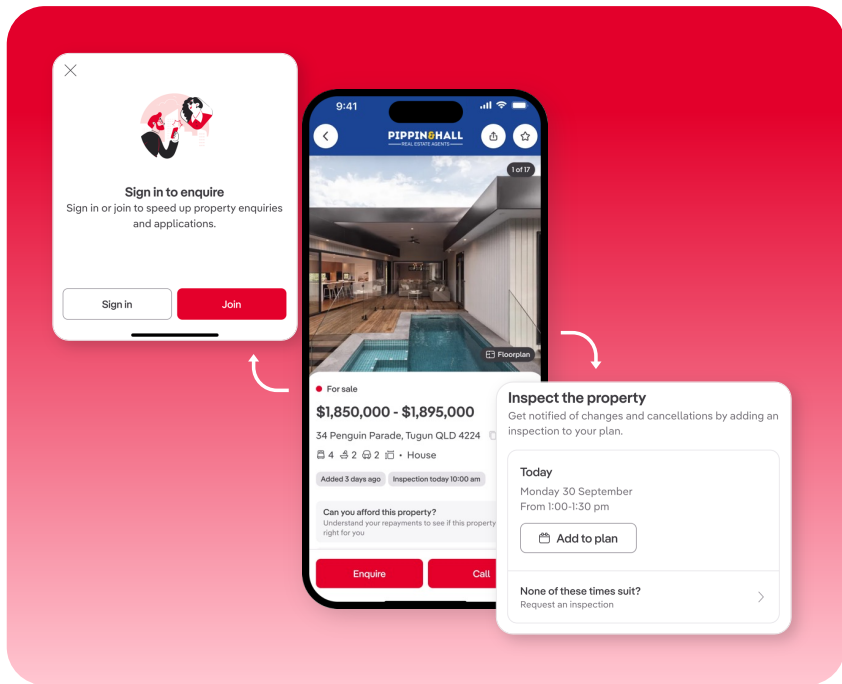 Sign in to enquire
Sign in or join to speed up property enquiries
and applications.
Sign in
Join
9:41
PIPPIN&HALL
REAL ESTATE AGENTS
1 of 17
Floorplan
For sale
$1,850,000 - $1,895,000
34 Penguin Parade, Tugun QLD 4224
4 2 2 • House
Added 3 days ago
Inspection today 10:00 am
Can you afford this property?
Understand your repayments to see if this property
right for you
Enquire
Call
Inspect the property
Get notified of changes and cancellations by adding an
inspection to your plan.
Today
Monday 30 September
From 1:00-1:30 pm
Add to plan
None of these times suit?
Request an inspection